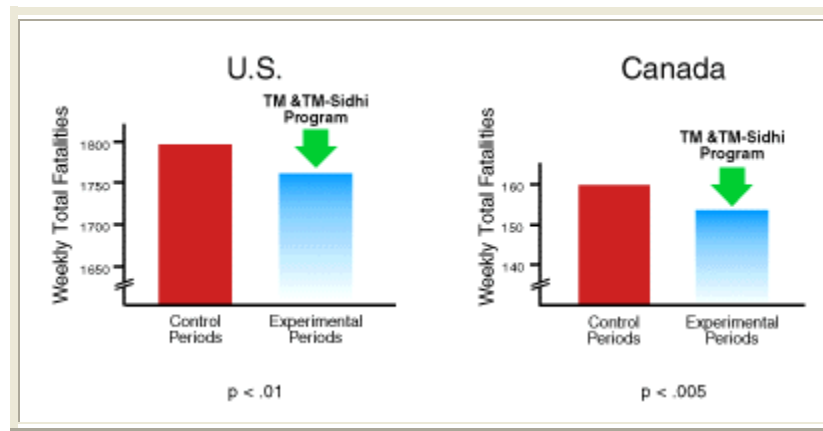 U.S.
TM &TM-Sidhi
Program
Weekly Total Fatalities
1800
1750
1700
1650
Control
Periods
Experimental
Periods
p < .01
Canada
TM &TM-Sidhi
Program
Weekly Total Fatalities
160
150
140
Control
Periods
Experimental
Periods
p < .005